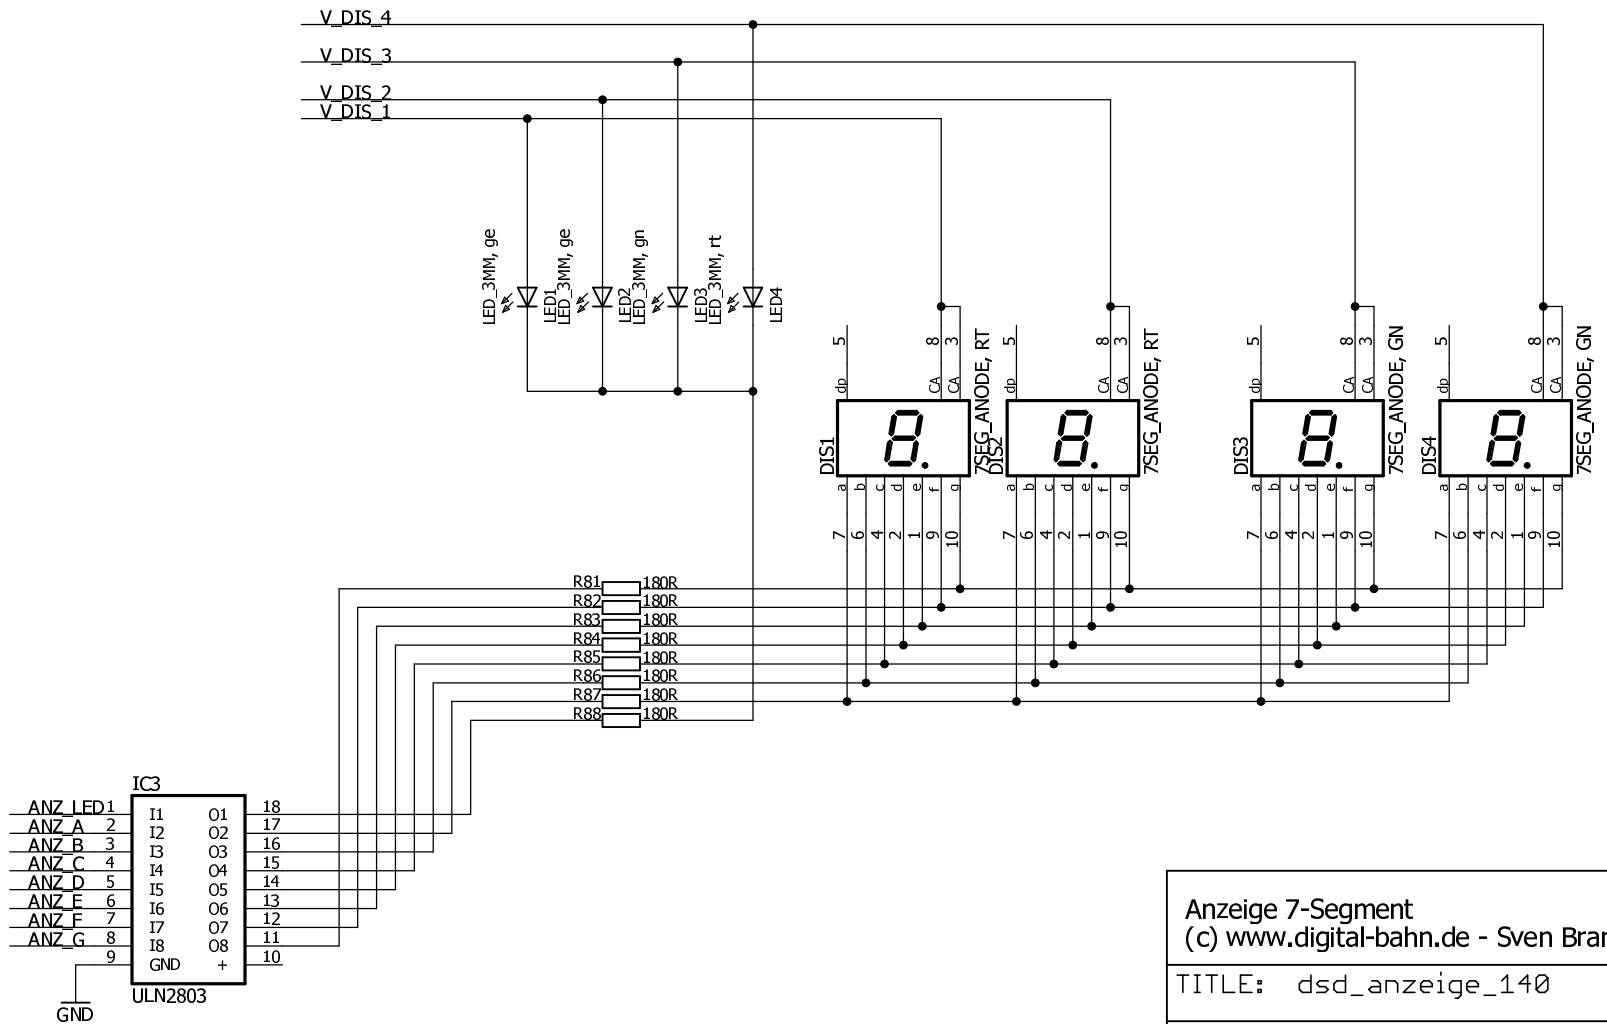 V_DIS_4
V_DIS_3
V_DIS_2
V_DIS_1
LED_3MM, ge
LED1
LED_3MM, ge
LED2
LED_3MM, gn
LED3
LED_3MM, rt
LED4
5 8 3
dp CA CA
DIS1
7SEG_ANODE, RT
a b c d e f g
7 6 4 2 1 9 10
5 8 3
dp CA CA
DIS2
7SEG_ANODE, RT
a b c d e f g
7 6 4 2 1 9 10
5 8 3
dp CA CA
DIS3
7SEG_ANODE, GN
a b c d e f g
7 6 4 2 1 9 10
5 8 3
dp CA CA
DIS4
7SEG_ANODE, GN
a b c d e f g
7 6 4 2 1 9 10
R81 180R
R82 180R
R83 180R
R84 180R
R85 180R
R86 180R
R87 180R
R88 180R
IC3
ANZ_LED 1 I1 O1 18
ANZ_A 2 I2 O2 17
ANZ_B 3 I3 O3 16
ANZ_C 4 I4 O4 15
ANZ_D 5 I5 O5 14
ANZ_E 6 I6 O6 13
ANZ_F 7 I7 O7 12
ANZ_G 8 I8 O8 11
9 GND + 10
ULN2803
GND
Anzeige 7-Segment
(c) www.digital-bahn.de - Sven Brar
TITLE: dsd_anzeige_140